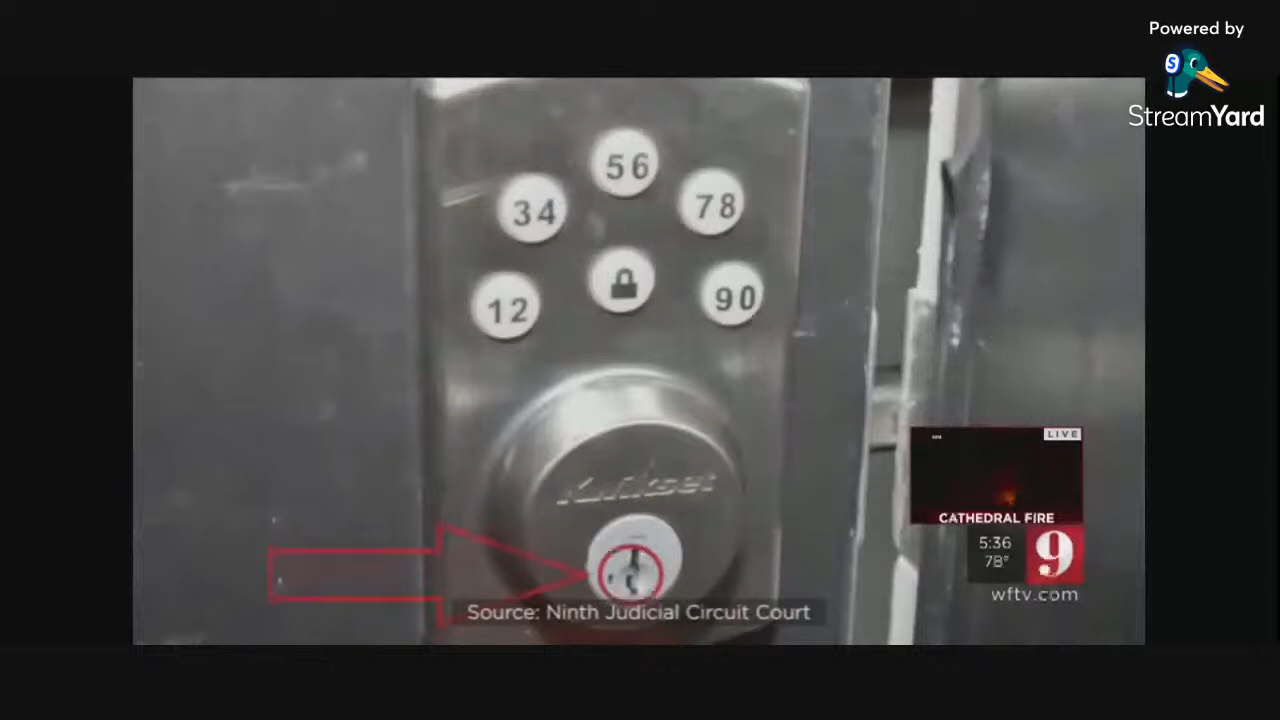 Powered by
StreamYard
56
34
78
12
90
Kwikset
LIVE
CATHEDRAL FIRE
5:36
78°
9
wftv.com
Source: Ninth Judicial Circuit Court